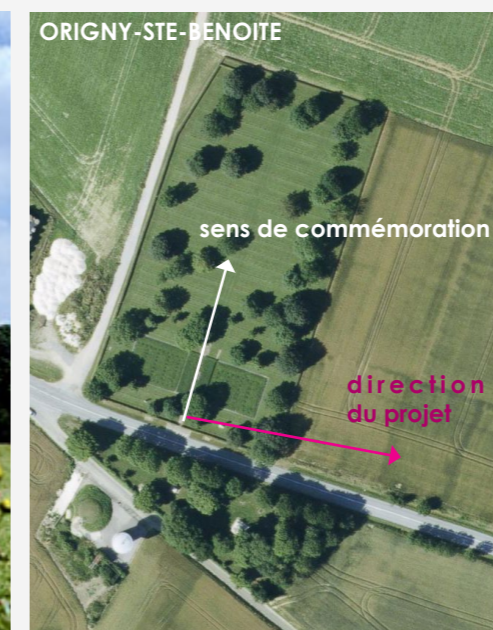 ORIGNY-STE-BENOITE
sens de commémoration
direction
du projet